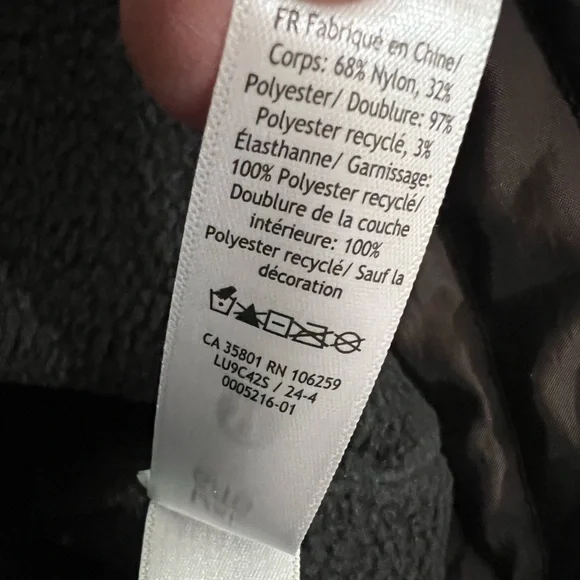 FR Fabriqué en Chine/
Corps: 68% Nylon, 32%
Polyester/ Doublure: 97%
Polyester recyclé, 3%
Élasthanne/ Garnissage:
100% Polyester recyclé/
Doublure de la couche
intérieure: 100%
Polyester recyclé/ Sauf la
décoration
CA 35801 RN 106259
LU9C42S / 24-4
0005216-01